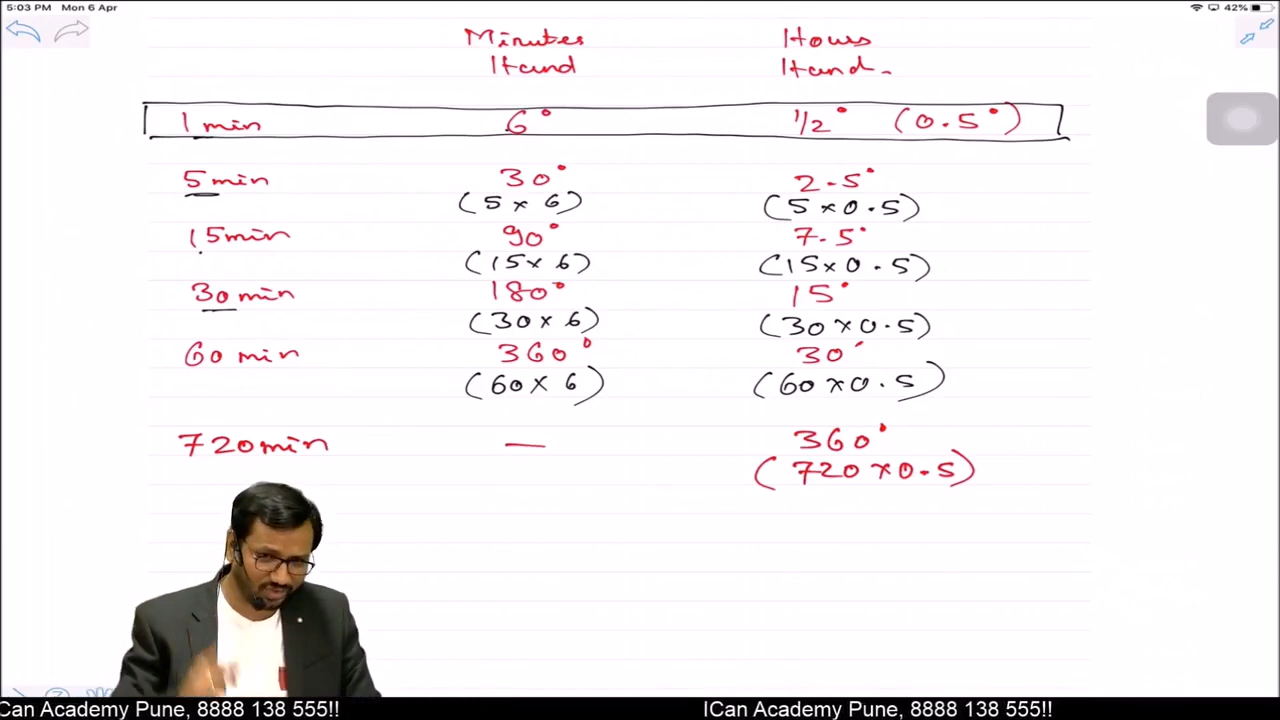 5:03 PM Mon 6 Apr 42%
Minutes Hours
Hand Hand
1 min 6° 1/2° (0.5°)
5 min 30° 2.5°
(5 × 6) (5 × 0.5)
15 min 90° 7.5°
(15 × 6) (15 × 0.5)
30 min 180° 15°
(30 × 6) (30 × 0.5)
60 min 360° 30°
(60 × 6) (60 × 0.5)
720 min — 360°
(720 × 0.5)
Can Academy Pune, 8888 138 555!! ICan Academy Pune, 8888 138 555!!